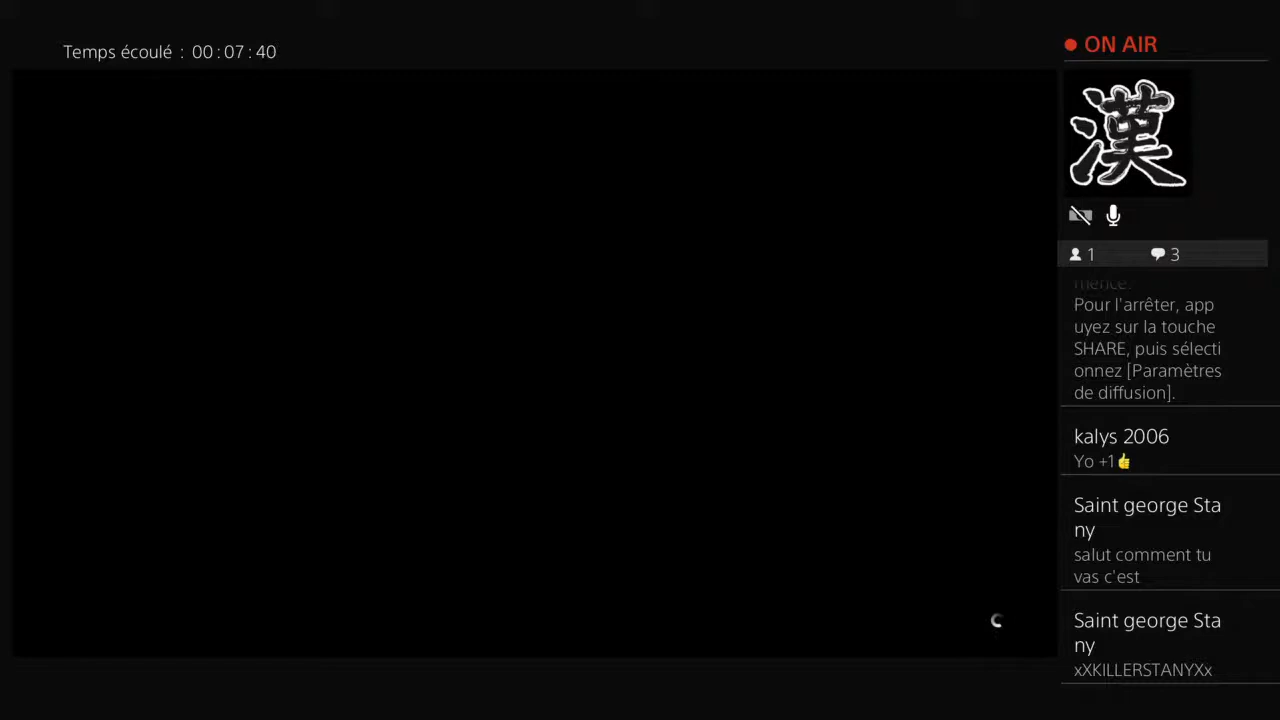 Temps écoulé : 00:07:40
ON AIR
漢
1 3
mence.
Pour l'arrêter, app
uyez sur la touche
SHARE, puis sélecti
onnez [Paramètres
de diffusion].
kalys 2006
Yo +1👍
Saint george Sta
ny
salut comment tu
vas c'est
Saint george Sta
ny
xXKILLERSTANYXx